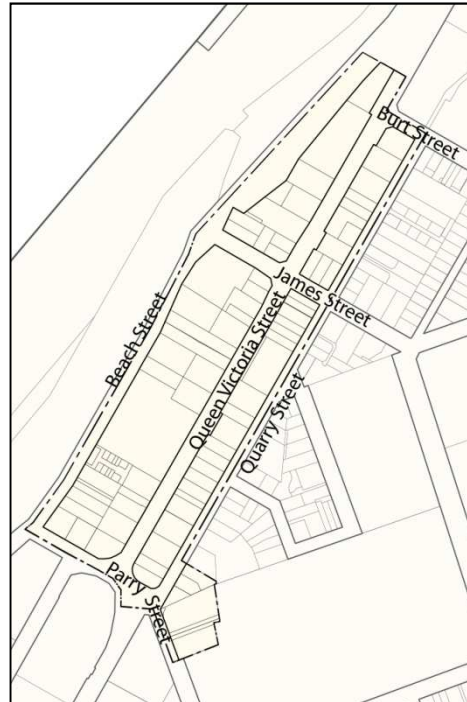 Burt Street
James Street
Beach Street
Queen Victoria Street
Quarry Street
Parry Street